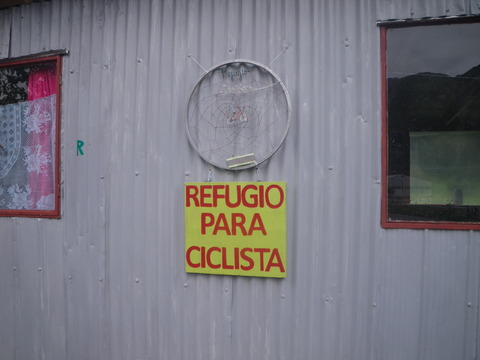 R
REFUGIO
PARA
CICLISTA